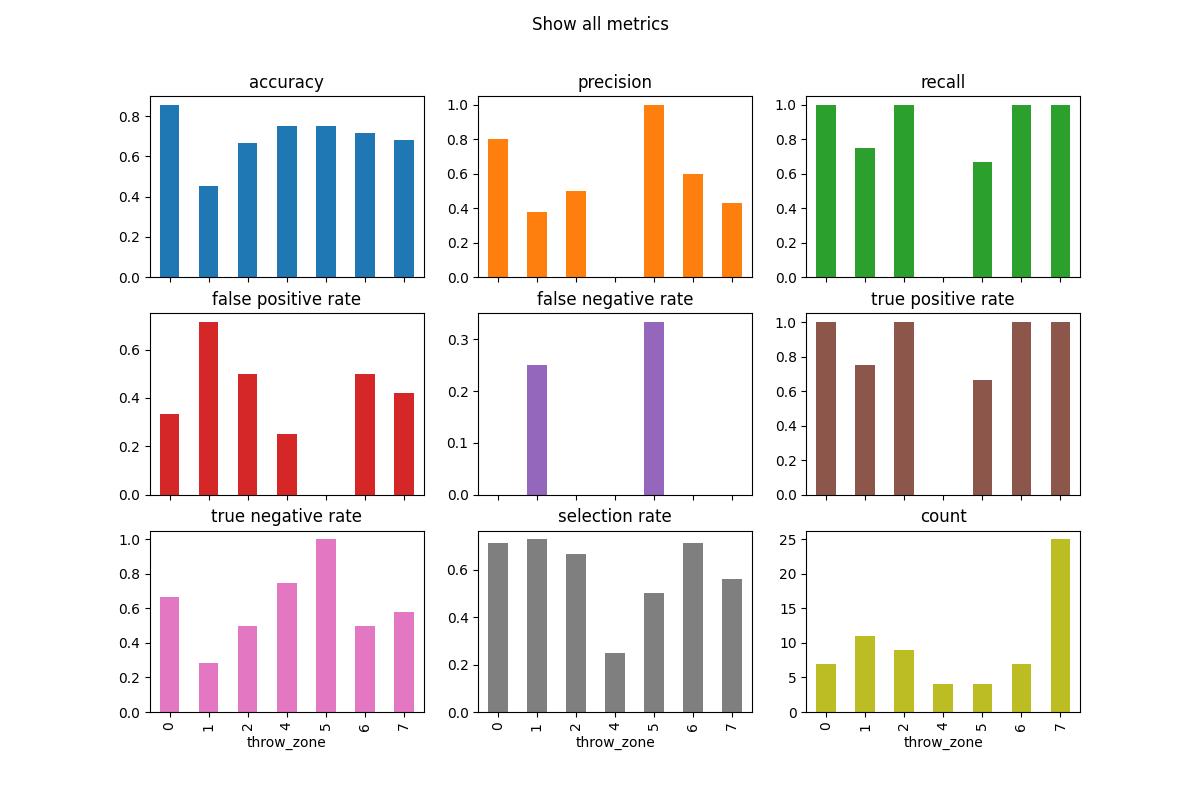 Show all metrics
accuracy
precision
recall
0.8
0.6
0.4
0.2
0.0
1.0
0.8
0.6
0.4
0.2
0.0
1.0
0.8
0.6
0.4
0.2
0.0
false positive rate
false negative rate
true positive rate
0.6
0.4
0.2
0.0
0.3
0.2
0.1
0.0
1.0
0.8
0.6
0.4
0.2
0.0
true negative rate
selection rate
count
1.0
0.8
0.6
0.4
0.2
0.0
0.6
0.4
0.2
0.0
25
20
15
10
5
0
0 1 2 4 5 6 7
throw_zone
0 1 2 4 5 6 7
throw_zone
0 1 2 4 5 6 7
throw_zone